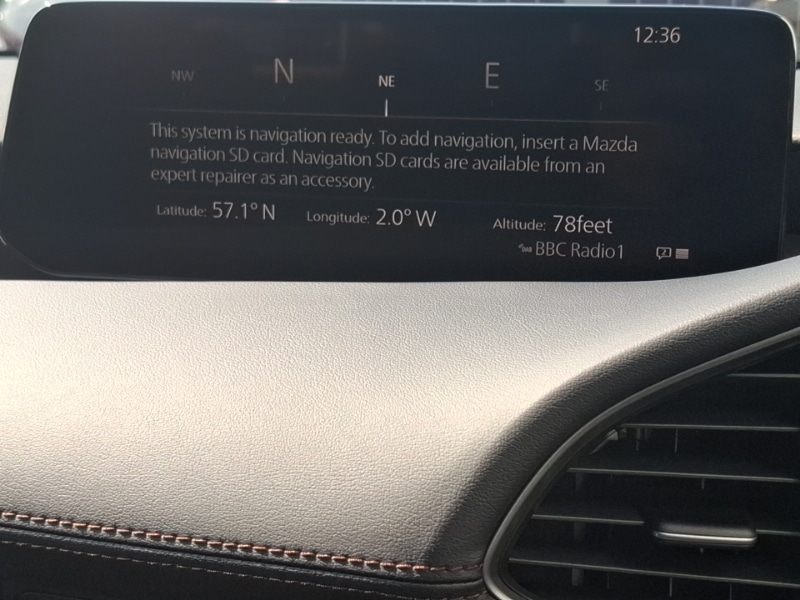 12:36
NW N NE E SE
This system is navigation ready. To add navigation, insert a Mazda
navigation SD card. Navigation SD cards are available from an
expert repairer as an accessory.
Latitude: 57.1° N Longitude: 2.0° W Altitude: 78feet
DAB BBC Radio1 2